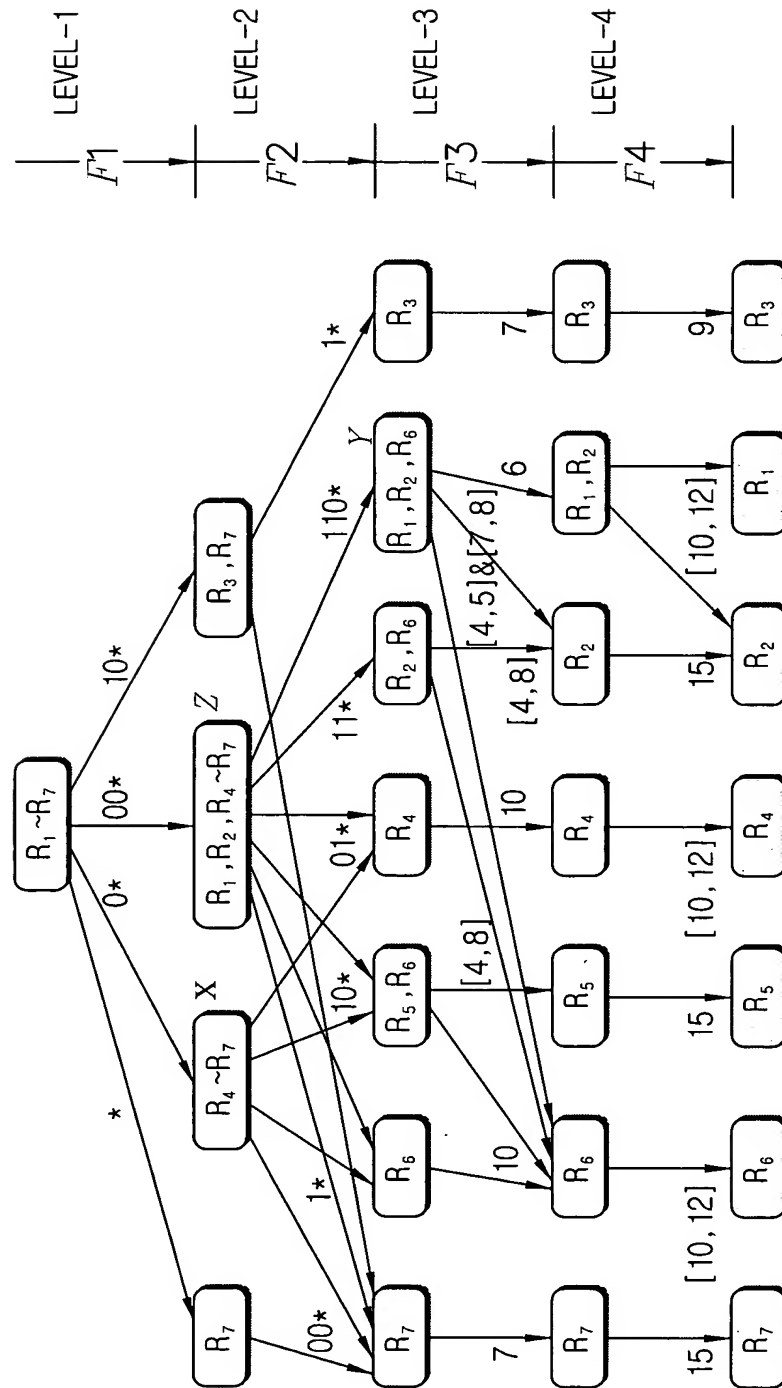 R₁~R₇
F1
LEVEL-1
*
0*
00*
10*
X
Z
R₇
R₄~R₇
R₁,R₂,R₄~R₇
R₃,R₇
F2
LEVEL-2
00*
1*
10*
01*
11*
110*
1*
Y
R₇
R₆
R₅,R₆
R₄
R₂,R₆
R₁,R₂,R₆
R₃
F3
LEVEL-3
7
10
[4,8]
10
[4,8]
[4,5]&[7,8]
6
7
R₇
R₆
R₅
R₄
R₂
R₁,R₂
R₃
F4
LEVEL-4
15
[10,12]
15
[10,12]
15
[10,12]
9
R₇
R₆
R₅
R₄
R₂
R₁
R₃